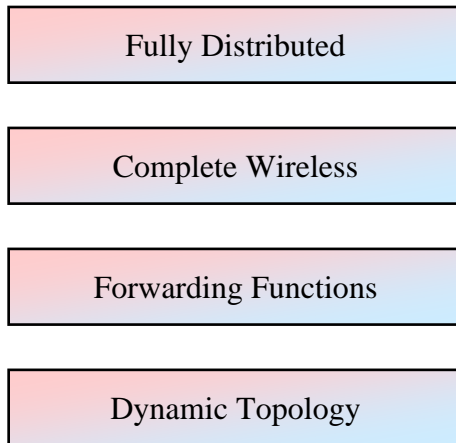 Fully Distributed
Complete Wireless
Forwarding Functions
Dynamic Topology